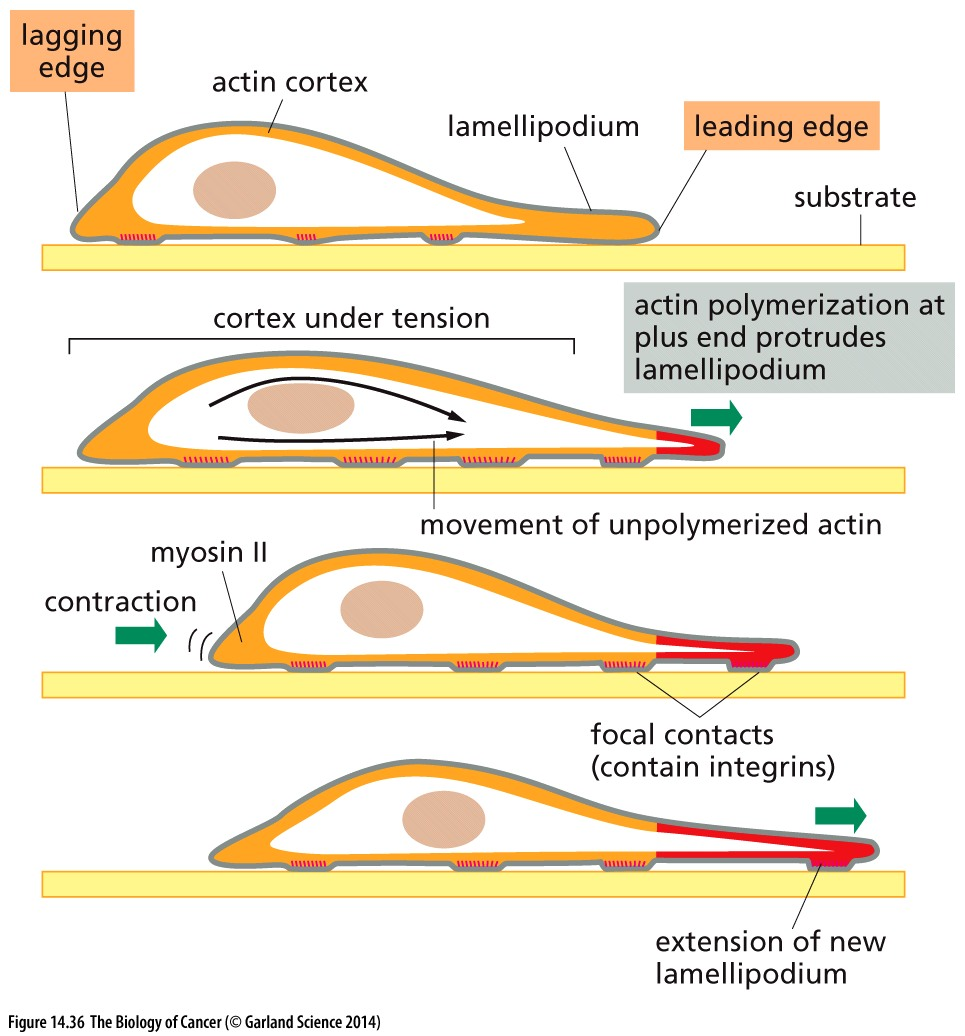 lagging
edge
actin cortex
lamellipodium
leading edge
substrate
cortex under tension
actin polymerization at
plus end protrudes
lamellipodium
movement of unpolymerized actin
myosin II
contraction
focal contacts
(contain integrins)
extension of new
lamellipodium
Figure 14.36 The Biology of Cancer (© Garland Science 2014)